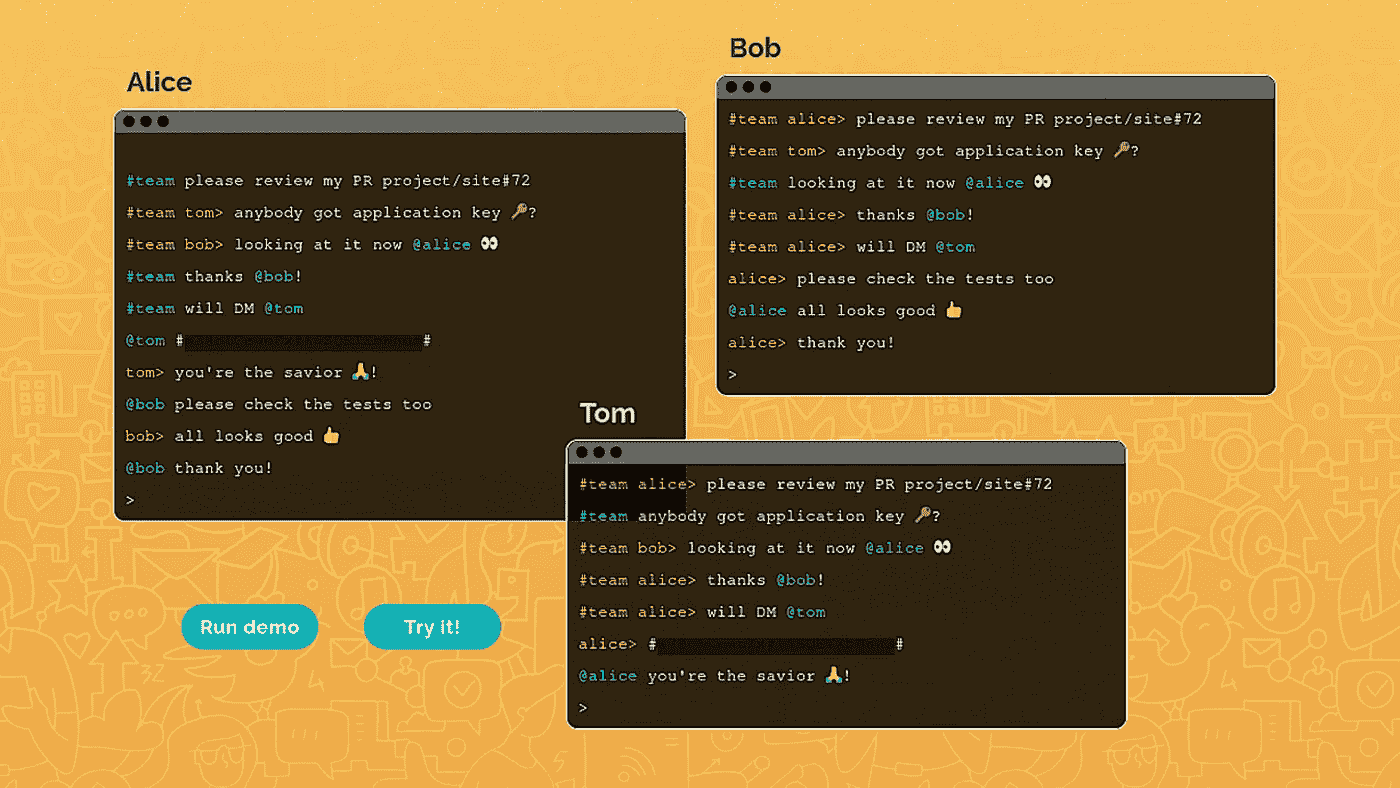 Alice
#team please review my PR project/site#72
#team tom> anybody got application key 🔑?
#team bob> looking at it now @alice 👀
#team thanks @bob!
#team will DM @tom
@tom # #
tom> you're the savior 🙏!
@bob please check the tests too
bob> all looks good 👍
@bob thank you!
>
Bob
#team alice> please review my PR project/site#72
#team tom> anybody got application key 🔑?
#team looking at it now @alice 👀
#team alice> thanks @bob!
#team alice> will DM @tom
alice> please check the tests too
@alice all looks good 👍
alice> thank you!
>
Tom
#team alice> please review my PR project/site#72
#team anybody got application key 🔑?
#team bob> looking at it now @alice 👀
#team alice> thanks @bob!
#team alice> will DM @tom
alice> # #
@alice you're the savior 🙏!
>
Run demo
Try it!